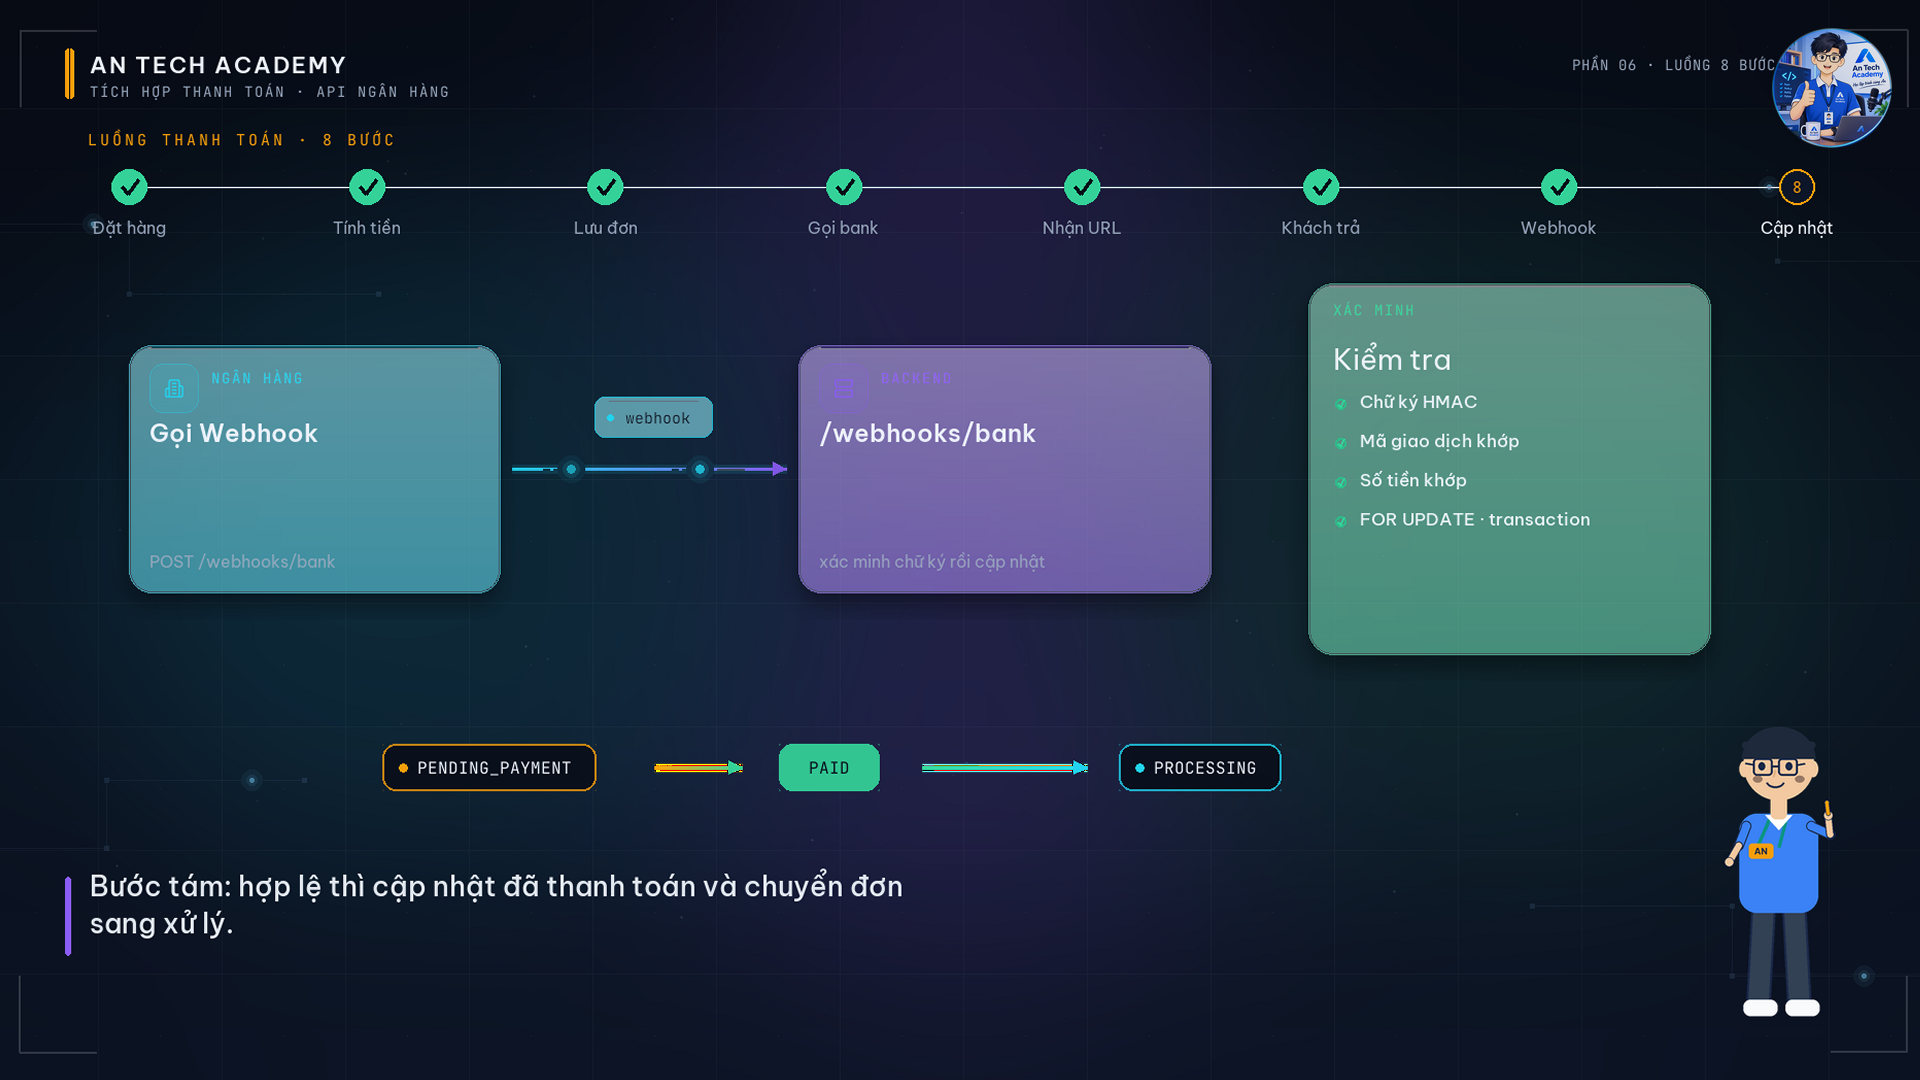 AN TECH ACADEMY
TÍCH HỢP THANH TOÁN · API NGÂN HÀNG
PHẦN 06 · LUỒNG 8 BƯỚC
An Tech
Academy
LUỒNG THANH TOÁN · 8 BƯỚC
8
Đặt hàng
Tính tiền
Lưu đơn
Gọi bank
Nhận URL
Khách trả
Webhook
Cập nhật
NGÂN HÀNG
Gọi Webhook
POST /webhooks/bank
webhook
BACKEND
/webhooks/bank
xác minh chữ ký rồi cập nhật
XÁC MINH
Kiểm tra
Chữ ký HMAC
Mã giao dịch khớp
Số tiền khớp
FOR UPDATE · transaction
PENDING_PAYMENT
PAID
PROCESSING
AN
Bước tám: hợp lệ thì cập nhật đã thanh toán và chuyển đơn
sang xử lý.